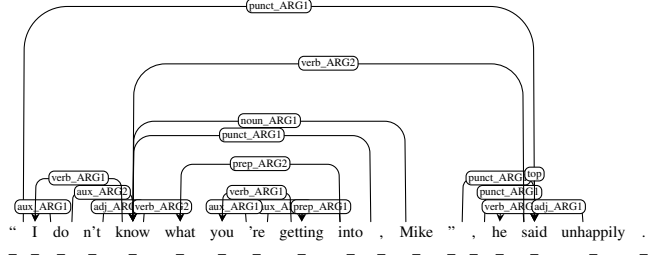 punct_ARG1
verb_ARG2
noun_ARG1
punct_ARG1
prep_ARG2
verb_ARG1 punct_ARG1 top
aux_ARG2 verb_ARG1 punct_ARG1
aux_ARG1 verb_ARG2 aux_ARG1 prep_ARG1 adj_ARG1
“ I do n't know what you 're getting into , Mike ” , he said unhappily .
_ _ _ _ _ _ _ _ _ _ _ _ _ _ _ _ _ _